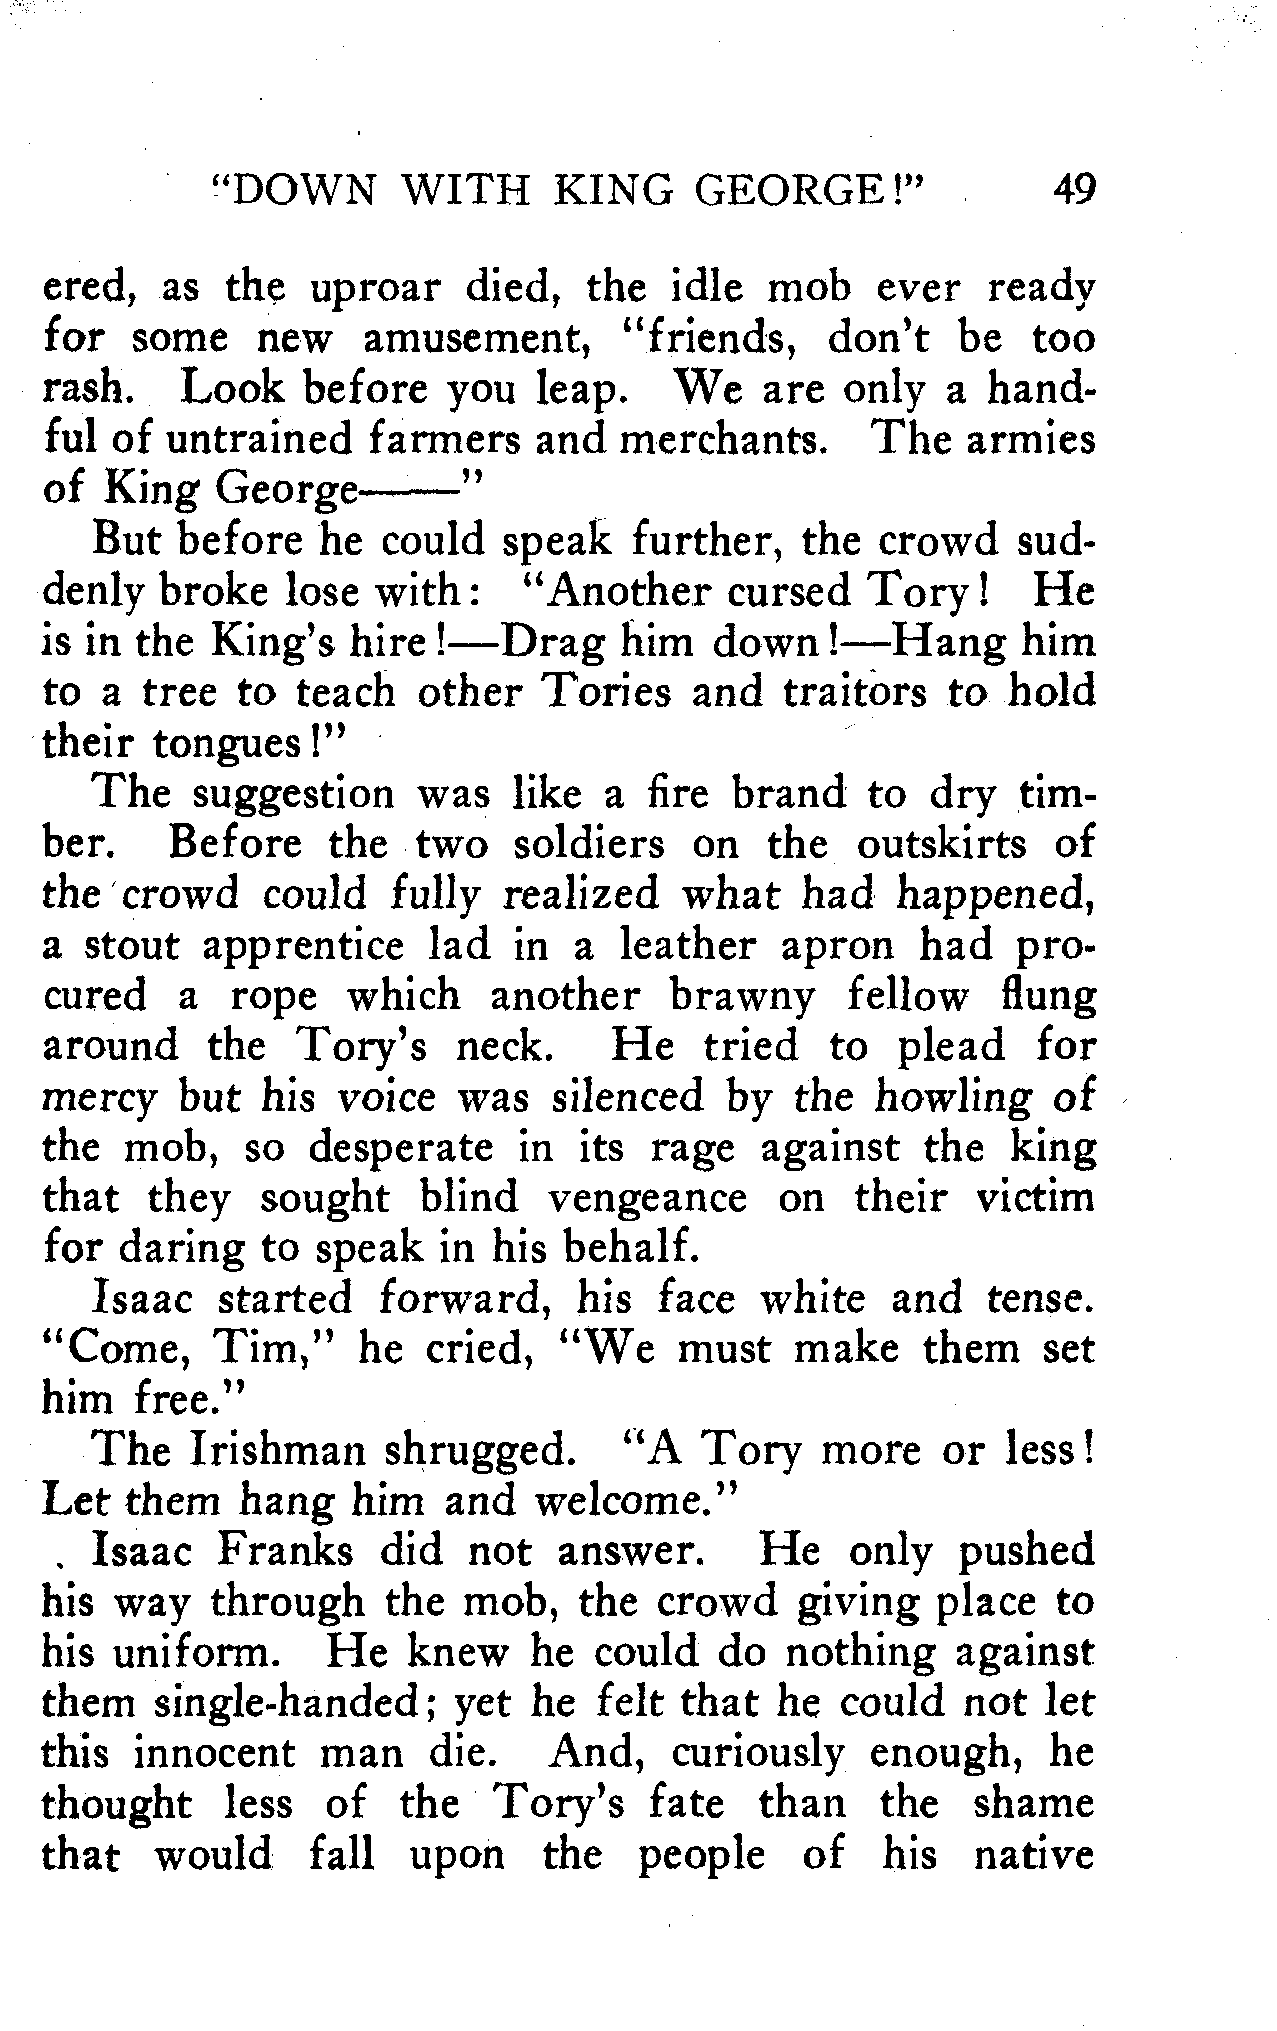 "DOWN WITH KING GEORGE!" 49
ered, as the uproar died, the idle mob ever ready
for some new amusement, "friends, don't be too
rash. Look before you leap. We are only a hand-
ful of untrained farmers and merchants. The armies
of King George——"
But before he could speak further, the crowd sud-
denly broke lose with: "Another cursed Tory! He
is in the King's hire!—Drag him down!—Hang him
to a tree to teach other Tories and traitors to hold
their tongues!"
The suggestion was like a fire brand to dry tim-
ber. Before the two soldiers on the outskirts of
the crowd could fully realized what had happened,
a stout apprentice lad in a leather apron had pro-
cured a rope which another brawny fellow flung
around the Tory's neck. He tried to plead for
mercy but his voice was silenced by the howling of
the mob, so desperate in its rage against the king
that they sought blind vengeance on their victim
for daring to speak in his behalf.
Isaac started forward, his face white and tense.
"Come, Tim," he cried, "We must make them set
him free."
The Irishman shrugged. "A Tory more or less!
Let them hang him and welcome."
Isaac Franks did not answer. He only pushed
his way through the mob, the crowd giving place to
his uniform. He knew he could do nothing against
them single-handed; yet he felt that he could not let
this innocent man die. And, curiously enough, he
thought less of the Tory's fate than the shame
that would fall upon the people of his native